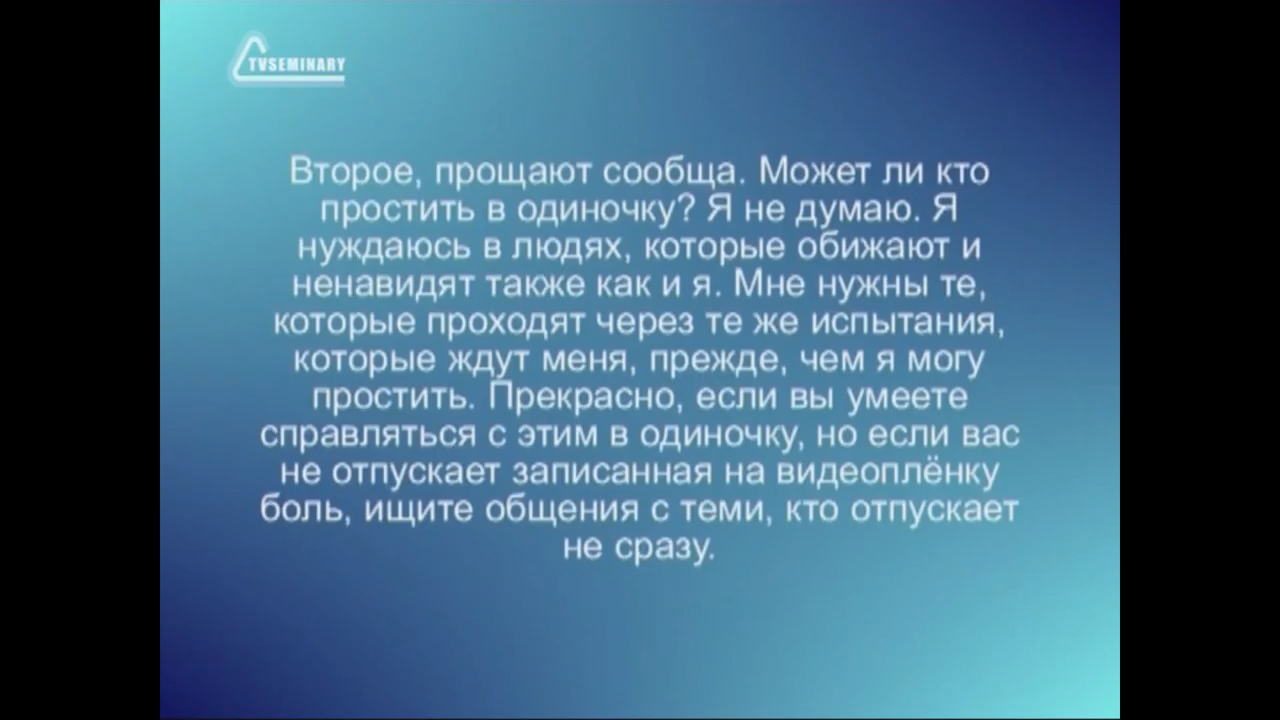 TVSEMINARY
Второе, прощают сообща. Может ли кто
простить в одиночку? Я не думаю. Я
нуждаюсь в людях, которые обижают и
ненавидят также как и я. Мне нужны те,
которые проходят через те же испытания,
которые ждут меня, прежде, чем я могу
простить. Прекрасно, если вы умеете
справляться с этим в одиночку, но если вас
не отпускает записанная на видеоплёнку
боль, ищите общения с теми, кто отпускает
не сразу.